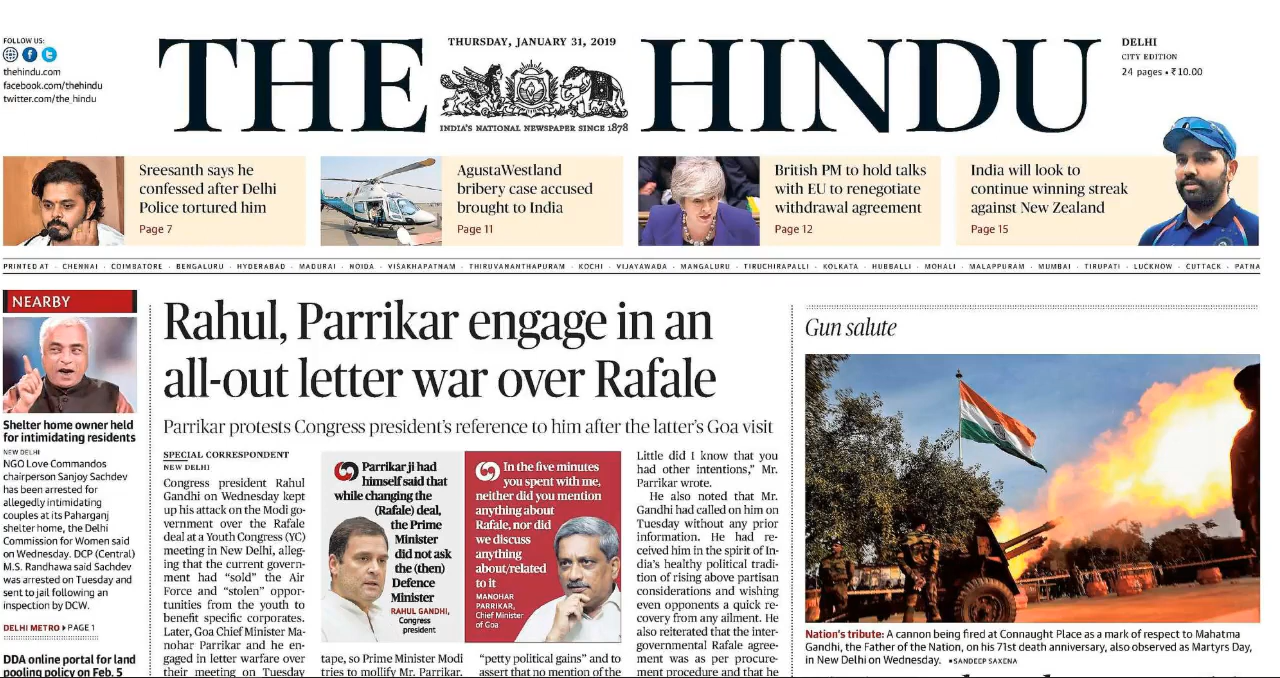 FOLLOW US:
thehindu.com
facebook.com/thehindu
twitter.com/the_hindu
THURSDAY, JANUARY 31, 2019
THE HINDU
INDIA'S NATIONAL NEWSPAPER SINCE 1878
DELHI
CITY EDITION
24 pages • ₹10.00
Sreesanth says he
confessed after Delhi
Police tortured him
Page 7
AgustaWestland
bribery case accused
brought to India
Page 11
British PM to hold talks
with EU to renegotiate
withdrawal agreement
Page 12
India will look to
continue winning streak
against New Zealand
Page 15
PRINTED AT · CHENNAI · COIMBATORE · BENGALURU · HYDERABAD · MADURAI · NOIDA · VISAKHAPATNAM · THIRUVANANTHAPURAM · KOCHI · VIJAYAWADA · MANGALURU · TIRUCHIRAPALLI · KOLKATA · HUBBALLI · MOHALI · MALAPPURAM · MUMBAI · TIRUPATI · LUCKNOW · CUTTACK · PATNA
NEARBY
Shelter home owner held
for intimidating residents
NEW DELHI
NGO Love Commandos
chairperson Sanjoy Sachdev
has been arrested for
allegedly intimidating
couples at its Paharganj
shelter home, the Delhi
Commission for Women said
on Wednesday. DCP (Central)
M.S. Randhawa said Sachdev
was arrested on Tuesday and
sent to jail following an
inspection by DCW.
DELHI METRO ▶ PAGE 1
DDA online portal for land
pooling policy on Feb. 5
Rahul, Parrikar engage in an
all-out letter war over Rafale
Parrikar protests Congress president's reference to him after the latter's Goa visit
SPECIAL CORRESPONDENT
NEW DELHI
Congress president Rahul
Gandhi on Wednesday kept
up his attack on the Modi go-
vernment over the Rafale
deal at a Youth Congress (YC)
meeting in New Delhi, alleg-
ing that the current govern-
ment had “sold” the Air
Force and “stolen” oppor-
tunities from the youth to
benefit specific corporates.
Later, Goa Chief Minister Ma-
nohar Parrikar and he en-
gaged in letter warfare over
their meeting on Tuesday
Parrikar ji had
himself said that
while changing the
(Rafale) deal,
the Prime
Minister
did not ask
the (then)
Defence
Minister
RAHUL GANDHI,
Congress
president
In the five minutes
you spent with me,
neither did you mention
anything about
Rafale, nor did
we discuss
anything
about/related
to it
MANOHAR
PARRIKAR,
Chief Minister
of Goa
tape, so Prime Minister Modi
tries to mollify Mr. Parrikar.
“petty political gains” and to
assert that no mention of the
Little did I know that you
had other intentions,” Mr.
Parrikar wrote.
He also noted that Mr.
Gandhi had called on him on
Tuesday without any prior
information. He had re-
ceived him in the spirit of In-
dia's healthy political tradi-
tion of rising above partisan
considerations and wishing
even opponents a quick re-
covery from any ailment. He
also reiterated that the inter-
governmental Rafale agree-
ment was as per procure-
ment procedure and that he
Gun salute
Nation's tribute: A cannon being fired at Connaught Place as a mark of respect to Mahatma
Gandhi, the Father of the Nation, on his 71st death anniversary, also observed as Martyrs Day,
in New Delhi on Wednesday. ■ SANDEEP SAXENA